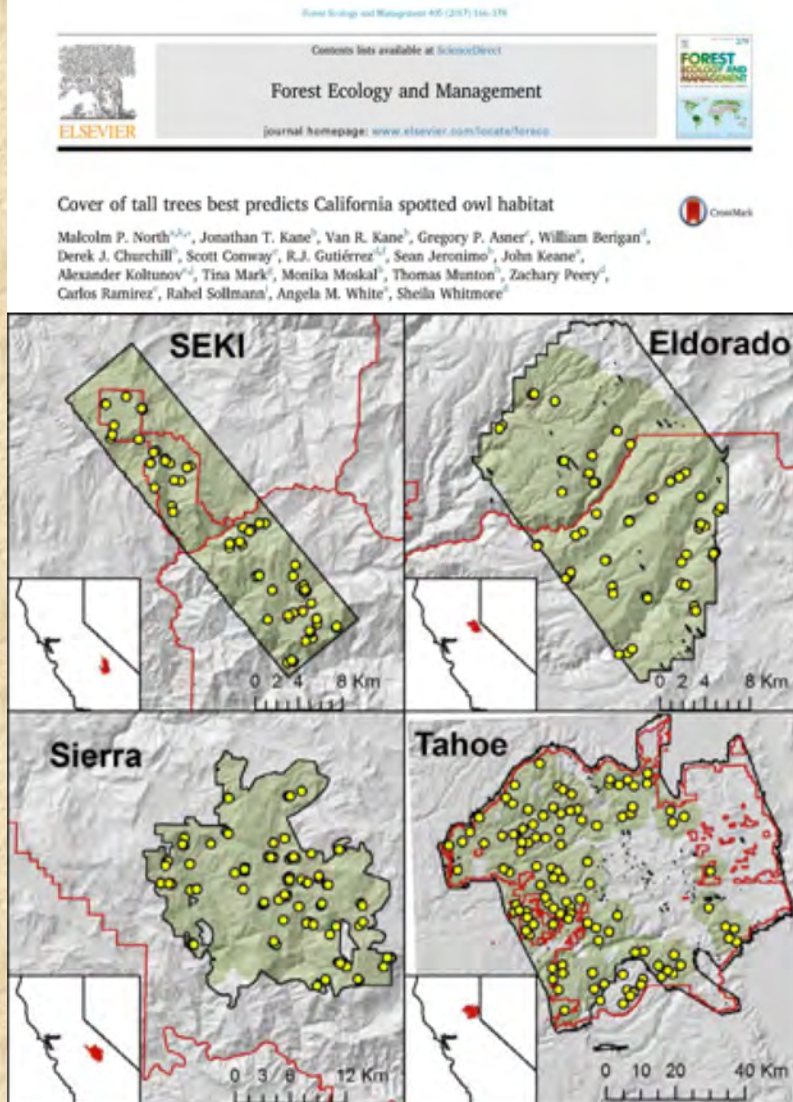 Forest Ecology and Management 405 (2017) 166–178
Contents lists available at ScienceDirect
Forest Ecology and Management
journal homepage: www.elsevier.com/locate/foreco
ELSEVIER
FOREST
ECOLOGY AND
MANAGEMENT
Cover of tall trees best predicts California spotted owl habitat
CrossMark
Malcolm P. North, Jonathan T. Kane, Van R. Kane, Gregory P. Asner, William Berigan,
Derek J. Churchill, Scott Conway, R.J. Gutiérrez, Sean Jeronimo, John Keane,
Alexander Koltunov, Tina Mark, Monika Moskal, Thomas Munton, Zachary Peery,
Carlos Ramirez, Rahel Sollmann, Angela M. White, Sheila Whitmore
SEKI
0 2 4 8 Km
Eldorado
0 2 4 8 Km
Sierra
0 3 6 12 Km
Tahoe
0 10 20 40 Km